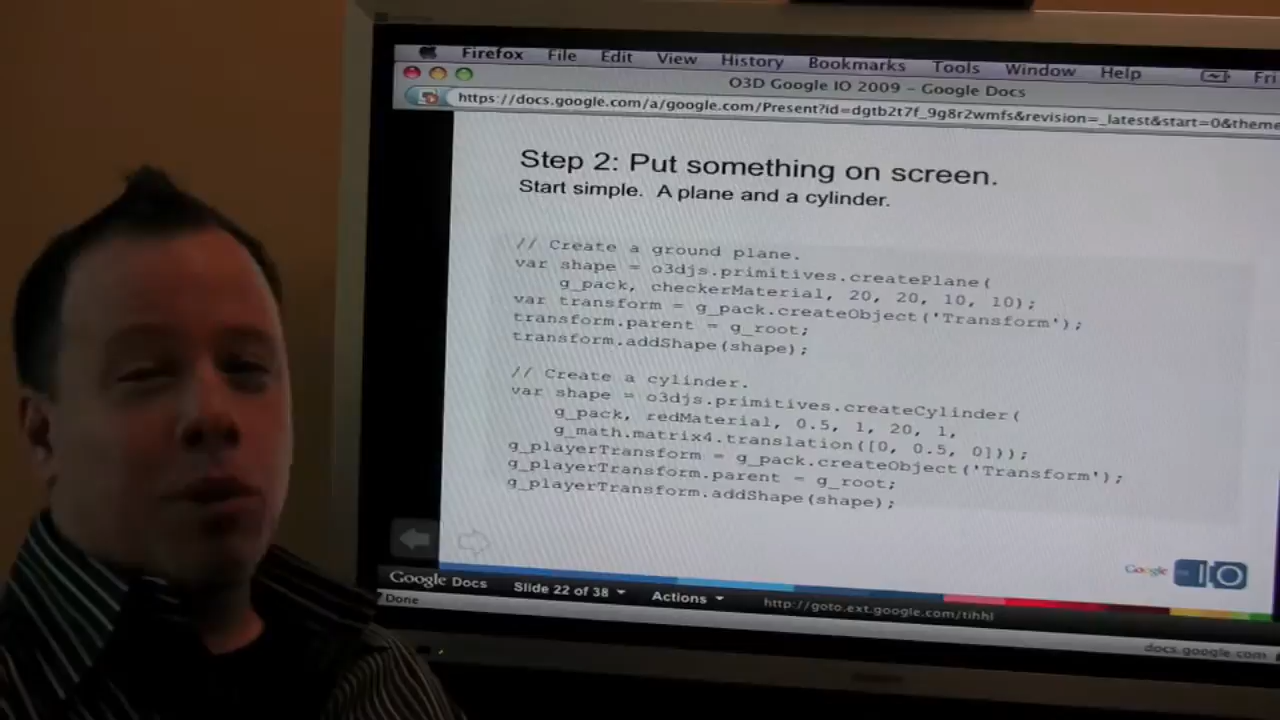 Firefox File Edit View History Bookmarks Tools Window Help Fri
O3D Google IO 2009 – Google Docs
https://docs.google.com/a/google.com/Present?id=dgtb2t7f_9g8r2wmfs&revision=_latest&start=0&theme
Step 2: Put something on screen.
Start simple. A plane and a cylinder.
// Create a ground plane.
var shape = o3djs.primitives.createPlane(
g_pack, checkerMaterial, 20, 20, 10, 10);
var transform = g_pack.createObject('Transform');
transform.parent = g_root;
transform.addShape(shape);
// Create a cylinder.
var shape = o3djs.primitives.createCylinder(
g_pack, redMaterial, 0.5, 1, 20, 1,
g_math.matrix4.translation([0, 0.5, 0]));
g_playerTransform = g_pack.createObject('Transform');
g_playerTransform.parent = g_root;
g_playerTransform.addShape(shape);
Google IO
Google Docs Slide 22 of 38 Actions http://goto.ext.google.com/tihhl
Done
docs.google.com